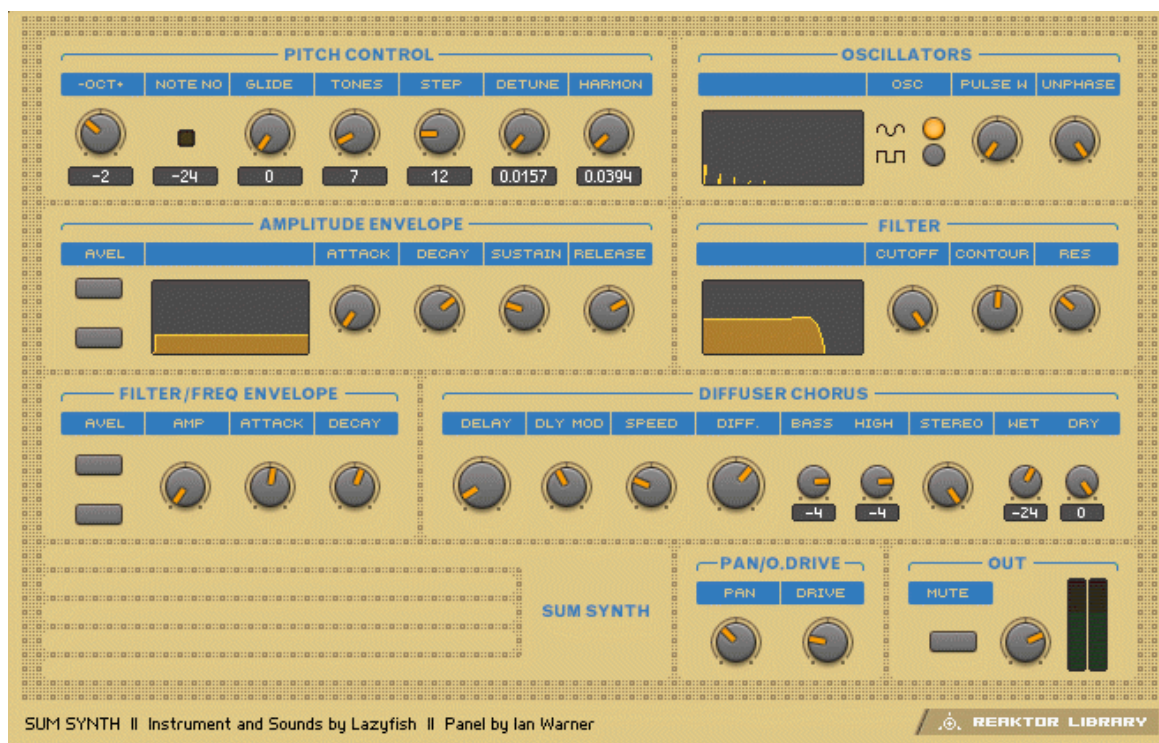 PITCH CONTROL
-OCT+ NOTE NO GLIDE TONES STEP DETUNE HARMON
-2 -24 0 7 12 0.0157 0.0394
OSCILLATORS
OSC PULSE W UNPHASE
AMPLITUDE ENVELOPE
AVEL ATTACK DECAY SUSTAIN RELEASE
FILTER
CUTOFF CONTOUR RES
FILTER/FREQ ENVELOPE
AVEL AMP ATTACK DECAY
DIFFUSER CHORUS
DELAY DLY MOD SPEED DIFF. BASS HIGH STEREO WET DRY
-4 -4 -24 0
SUM SYNTH
PAN/O.DRIVE
PAN DRIVE
OUT
MUTE
SUM SYNTH II Instrument and Sounds by Lazyfish II Panel by Ian Warner
REAKTOR LIBRARY